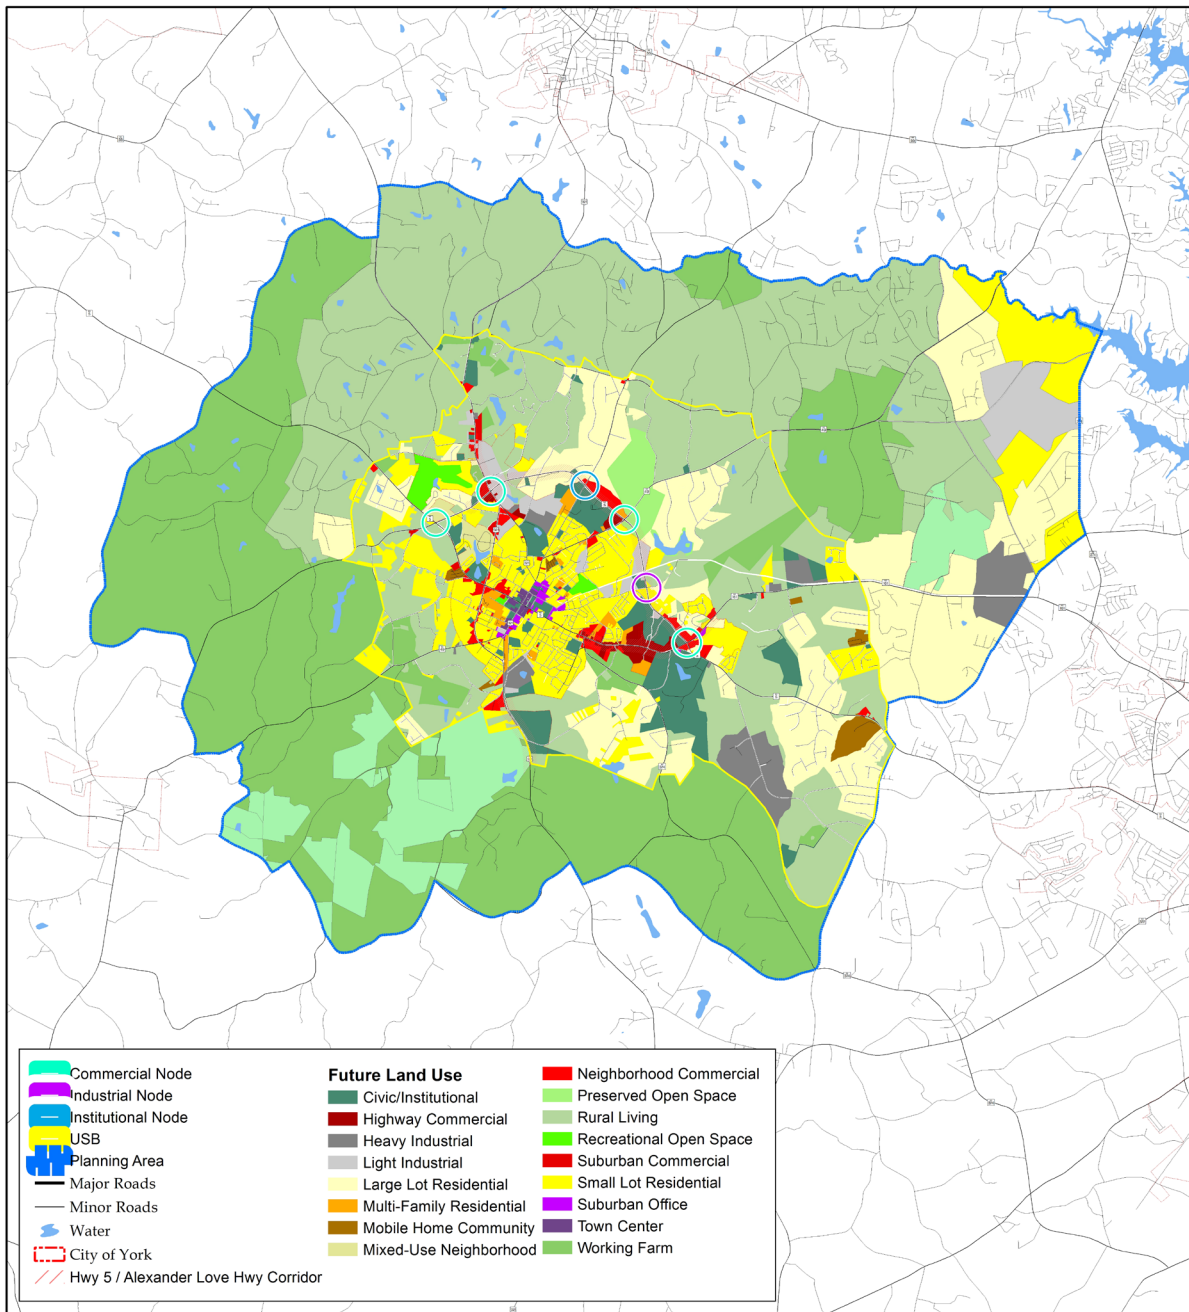 Commercial Node
Industrial Node
Institutional Node
USB
Planning Area
Major Roads
Minor Roads
Water
City of York
Hwy 5 / Alexander Love Hwy Corridor
Future Land Use
Civic/Institutional
Highway Commercial
Heavy Industrial
Light Industrial
Large Lot Residential
Multi-Family Residential
Mobile Home Community
Mixed-Use Neighborhood
Neighborhood Commercial
Preserved Open Space
Rural Living
Recreational Open Space
Suburban Commercial
Small Lot Residential
Suburban Office
Town Center
Working Farm